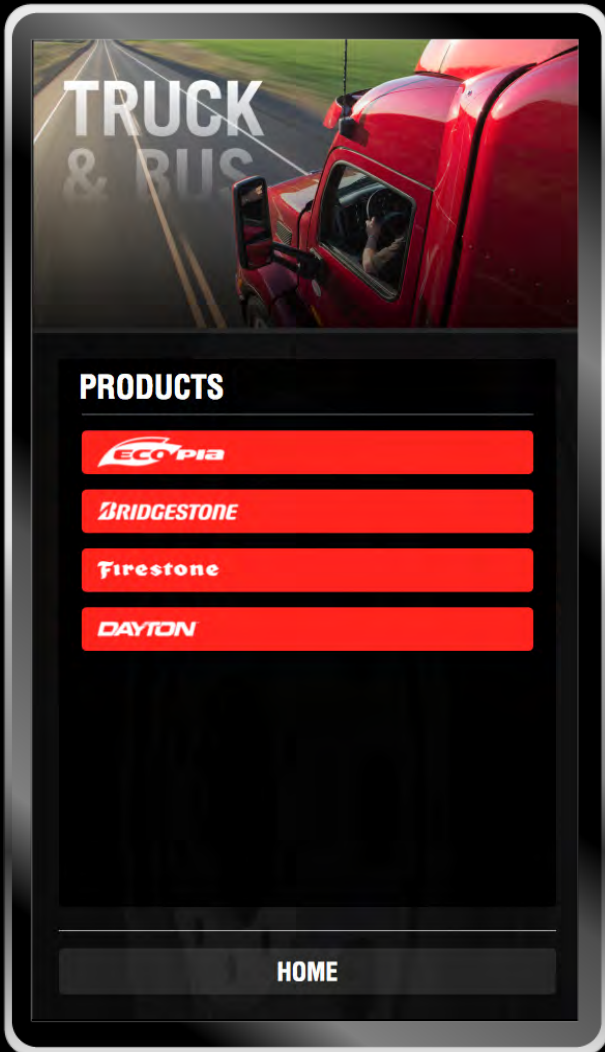 TRUCK
& BUS
PRODUCTS
ECOPIA
BRIDGESTONE
Firestone
DAYTON
HOME